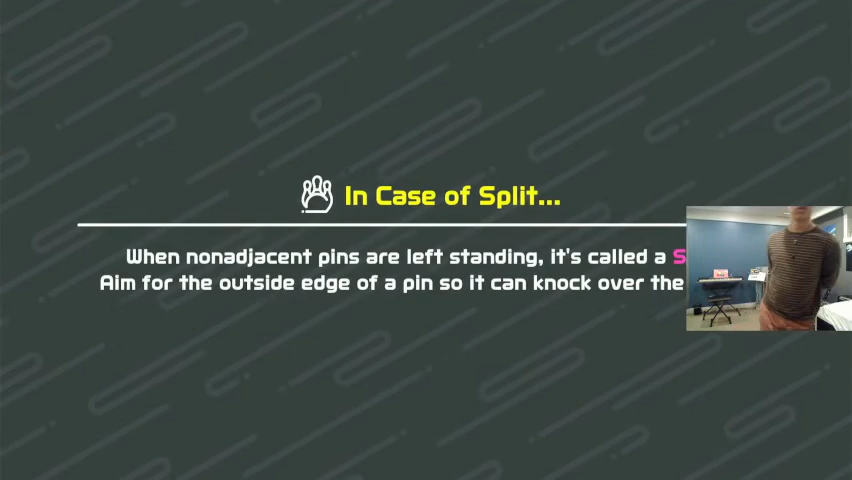 In Case of Split...
When nonadjacent pins are left standing, it's called a S
Aim for the outside edge of a pin so it can knock over the